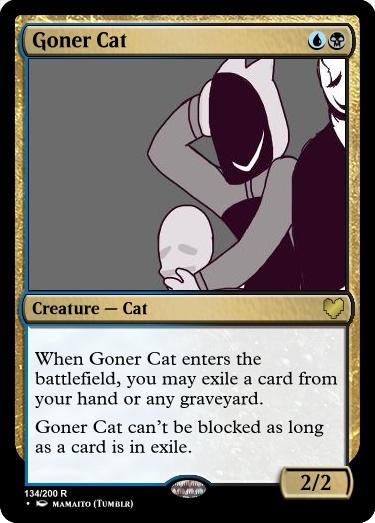 Goner Cat
Creature — Cat
When Goner Cat enters the
battlefield, you may exile a card from
your hand or any graveyard.
Goner Cat can't be blocked as long
as a card is in exile.
2/2
134/200 R
• MAMAITO (TUMBLR)